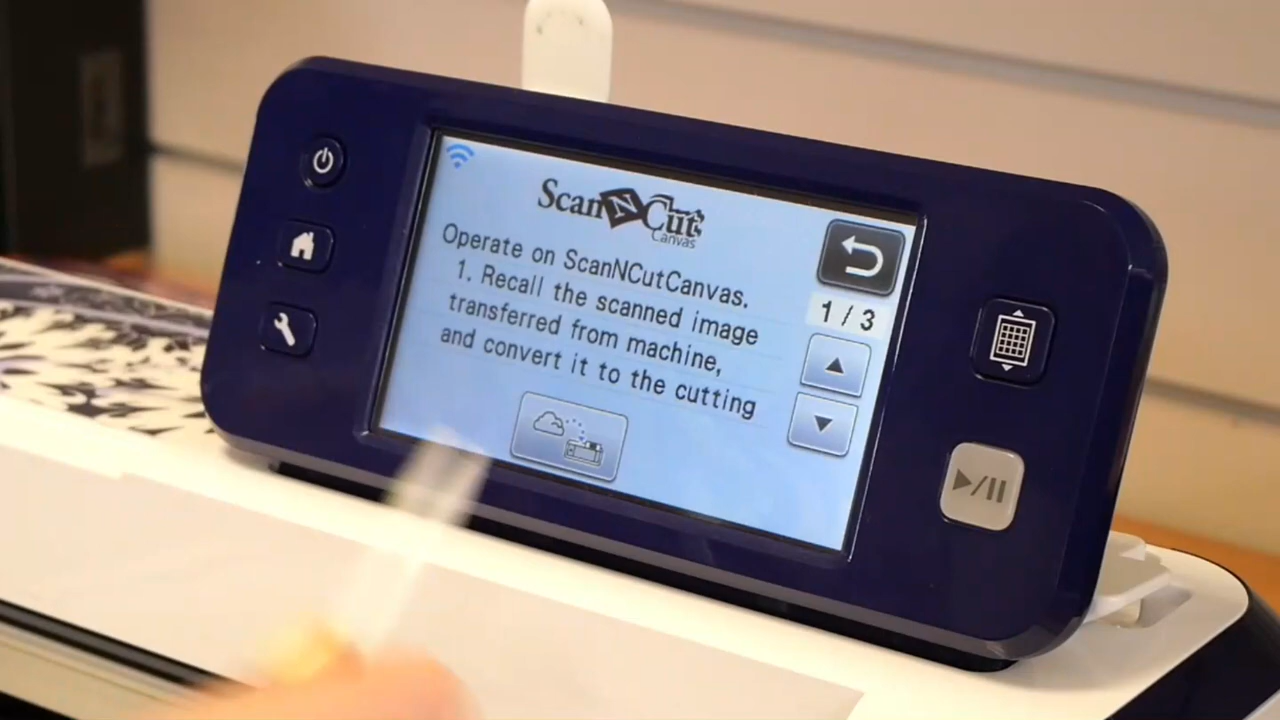 ScanNCut
Canvas
Operate on ScanNCutCanvas.
1. Recall the scanned image
transferred from machine,
and convert it to the cutting
1 / 3